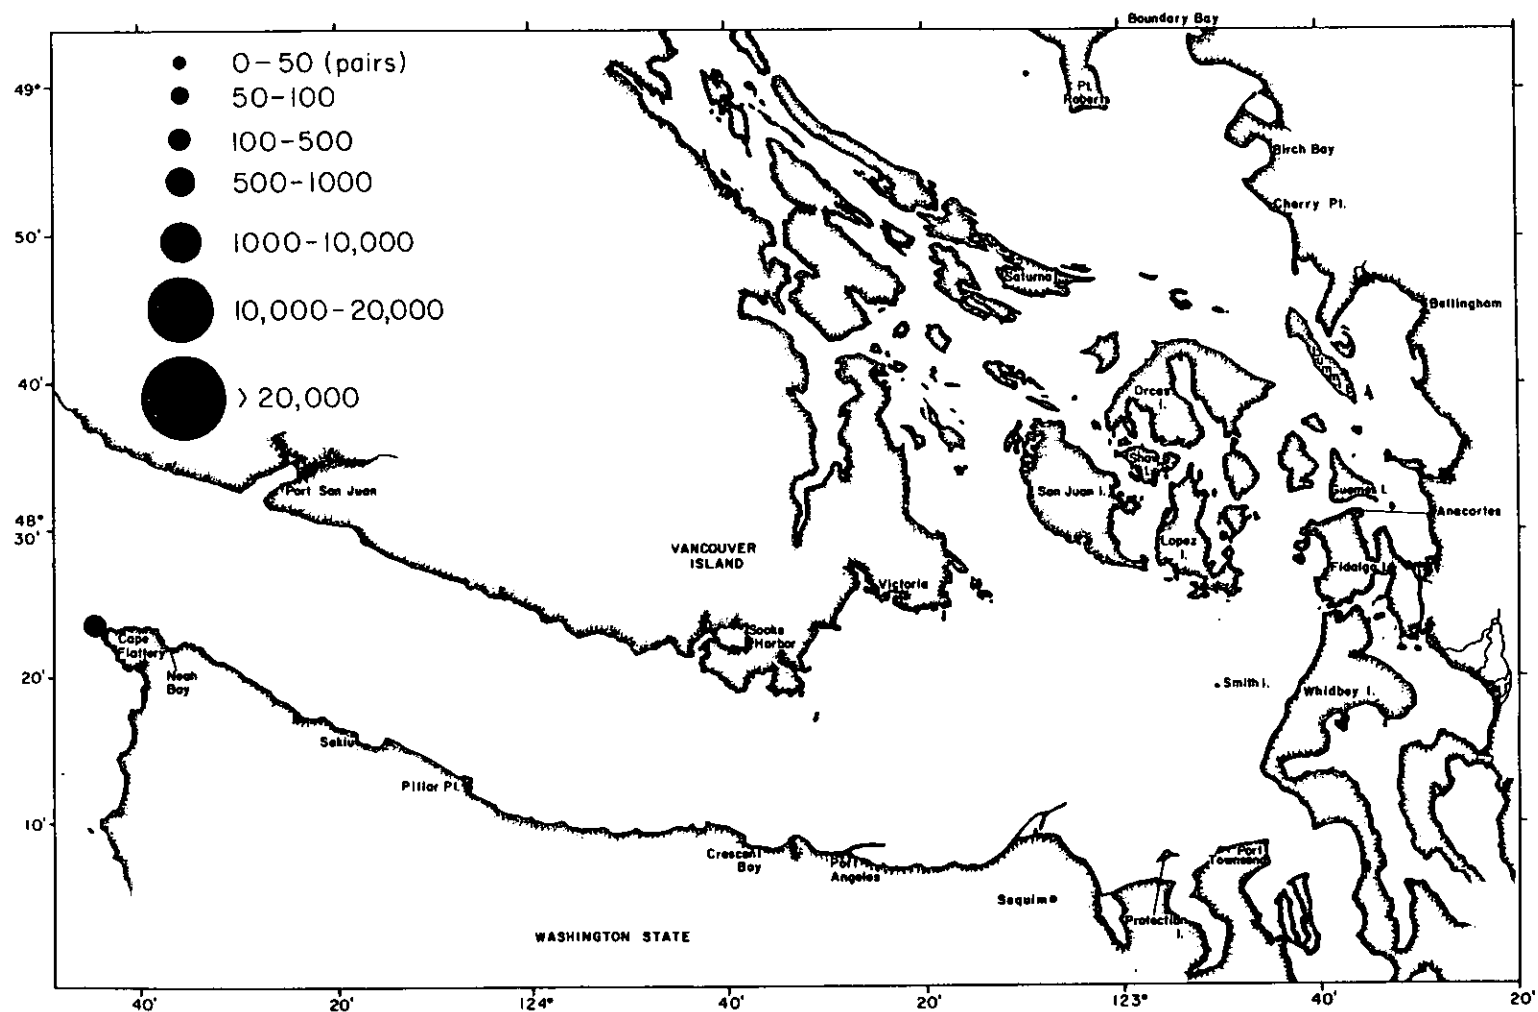 Boundary Bay
0-50 (pairs)
50-100
100-500
500-1000
1000-10,000
10,000-20,000
> 20,000
49°
50'
40'
48°
30'
20'
10'
Pt.
Roberts
Birch Bay
Cherry Pt.
Saturna I.
Bellingham
Orcas
I.
Port San Juan
San Juan I.
Guemes I.
Anacortes
Lopez
I.
Fidalgo I.
VANCOUVER
ISLAND
Victoria
Sooke
Harbor
Cape
Flattery
Neah
Bay
Smith I.
Whidbey I.
Sekiu
Pillar Pt.
Crescent
Bay
Port
Angeles
Port
Townsend
Sequim
Protection
I.
WASHINGTON STATE
40'
20'
124°
40'
20'
123°
40'
20'